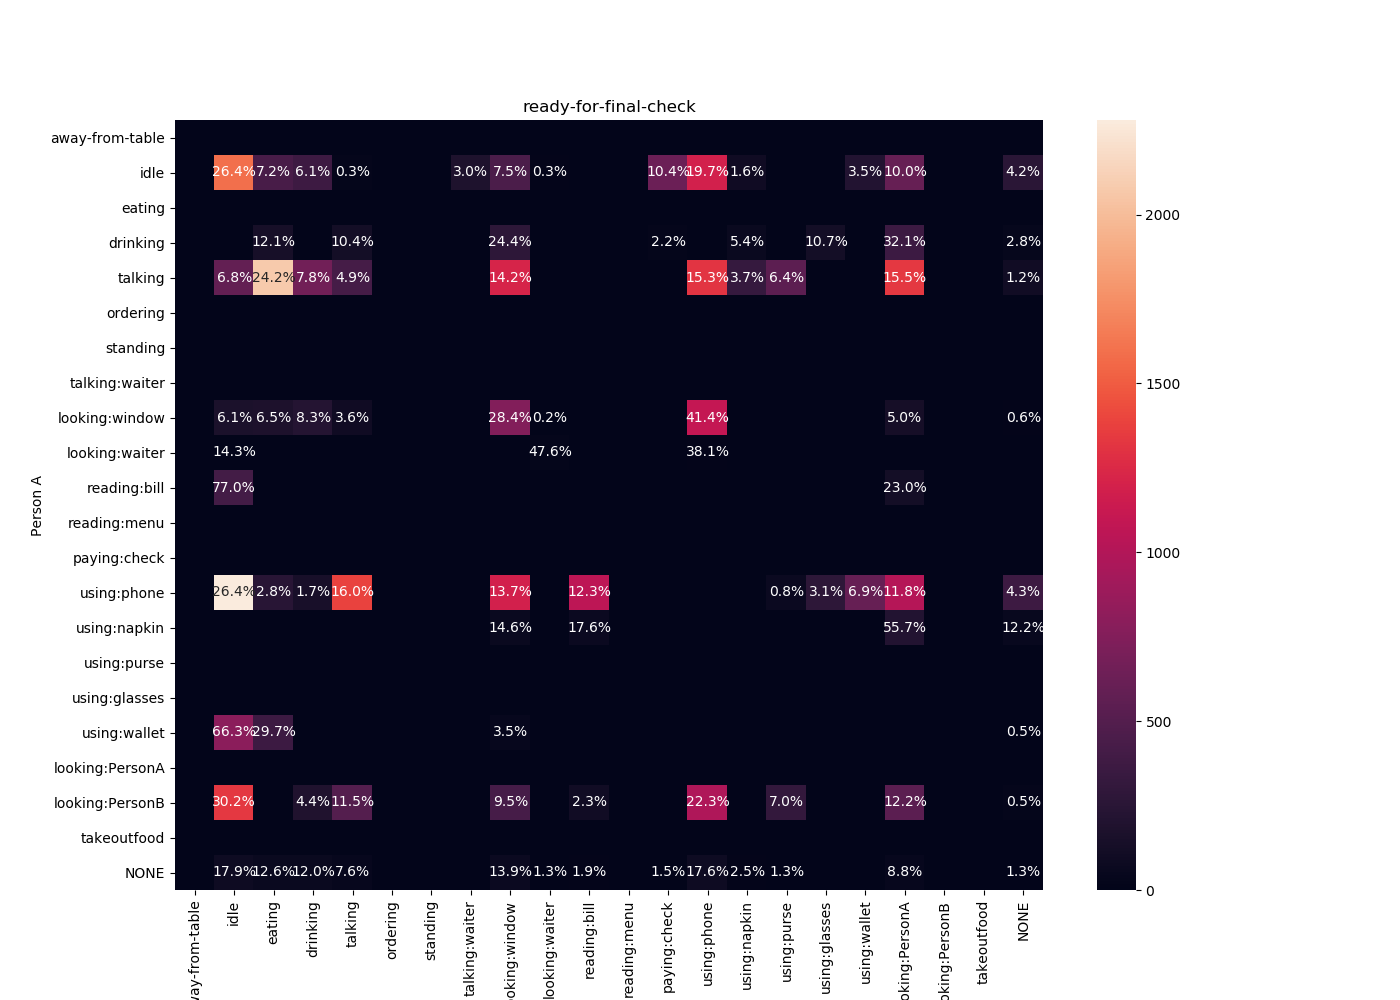 ready-for-final-check
away-from-table
idle 26.4% 7.2% 6.1% 0.3% 3.0% 7.5% 0.3% 10.4% 19.7% 1.6% 3.5% 10.0% 4.2%
eating
drinking 12.1% 10.4% 24.4% 2.2% 5.4% 10.7% 32.1% 2.8%
talking 6.8% 24.2% 7.8% 4.9% 14.2% 15.3% 3.7% 6.4% 15.5% 1.2%
ordering
standing
talking:waiter
looking:window 6.1% 6.5% 8.3% 3.6% 28.4% 0.2% 41.4% 5.0% 0.6%
looking:waiter 14.3% 47.6% 38.1%
reading:bill 77.0% 23.0%
reading:menu
paying:check
using:phone 26.4% 2.8% 1.7% 16.0% 13.7% 12.3% 0.8% 3.1% 6.9% 11.8% 4.3%
using:napkin 14.6% 17.6% 55.7% 12.2%
using:purse
using:glasses
using:wallet 66.3% 29.7% 3.5% 0.5%
looking:PersonA
looking:PersonB 30.2% 4.4% 11.5% 9.5% 2.3% 22.3% 7.0% 12.2% 0.5%
takeoutfood
NONE 17.9% 12.6% 12.0% 7.6% 13.9% 1.3% 1.9% 1.5% 17.6% 2.5% 1.3% 8.8% 1.3%
Person A
way-from-table
idle
eating
drinking
talking
ordering
standing
talking:waiter
ooking:window
looking:waiter
reading:bill
reading:menu
paying:check
using:phone
using:napkin
using:purse
using:glasses
using:wallet
oking:PersonA
oking:PersonB
takeoutfood
NONE
2000
1500
1000
500
0